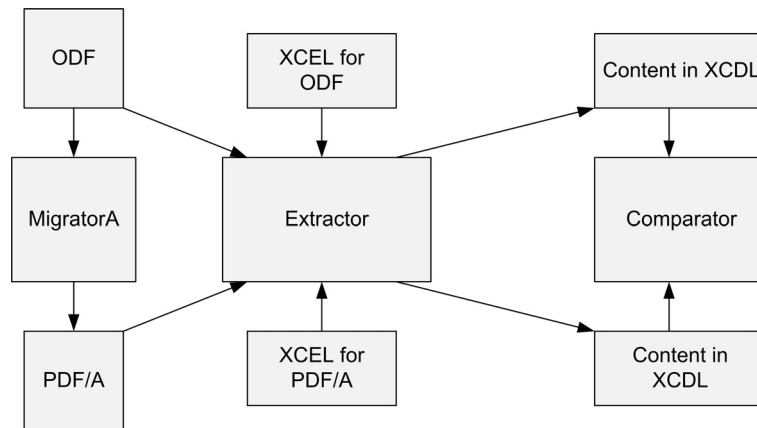 ODF
XCEL for
ODF
Content in XCDL
MigratorA
Extractor
Comparator
PDF/A
XCEL for
PDF/A
Content in
XCDL